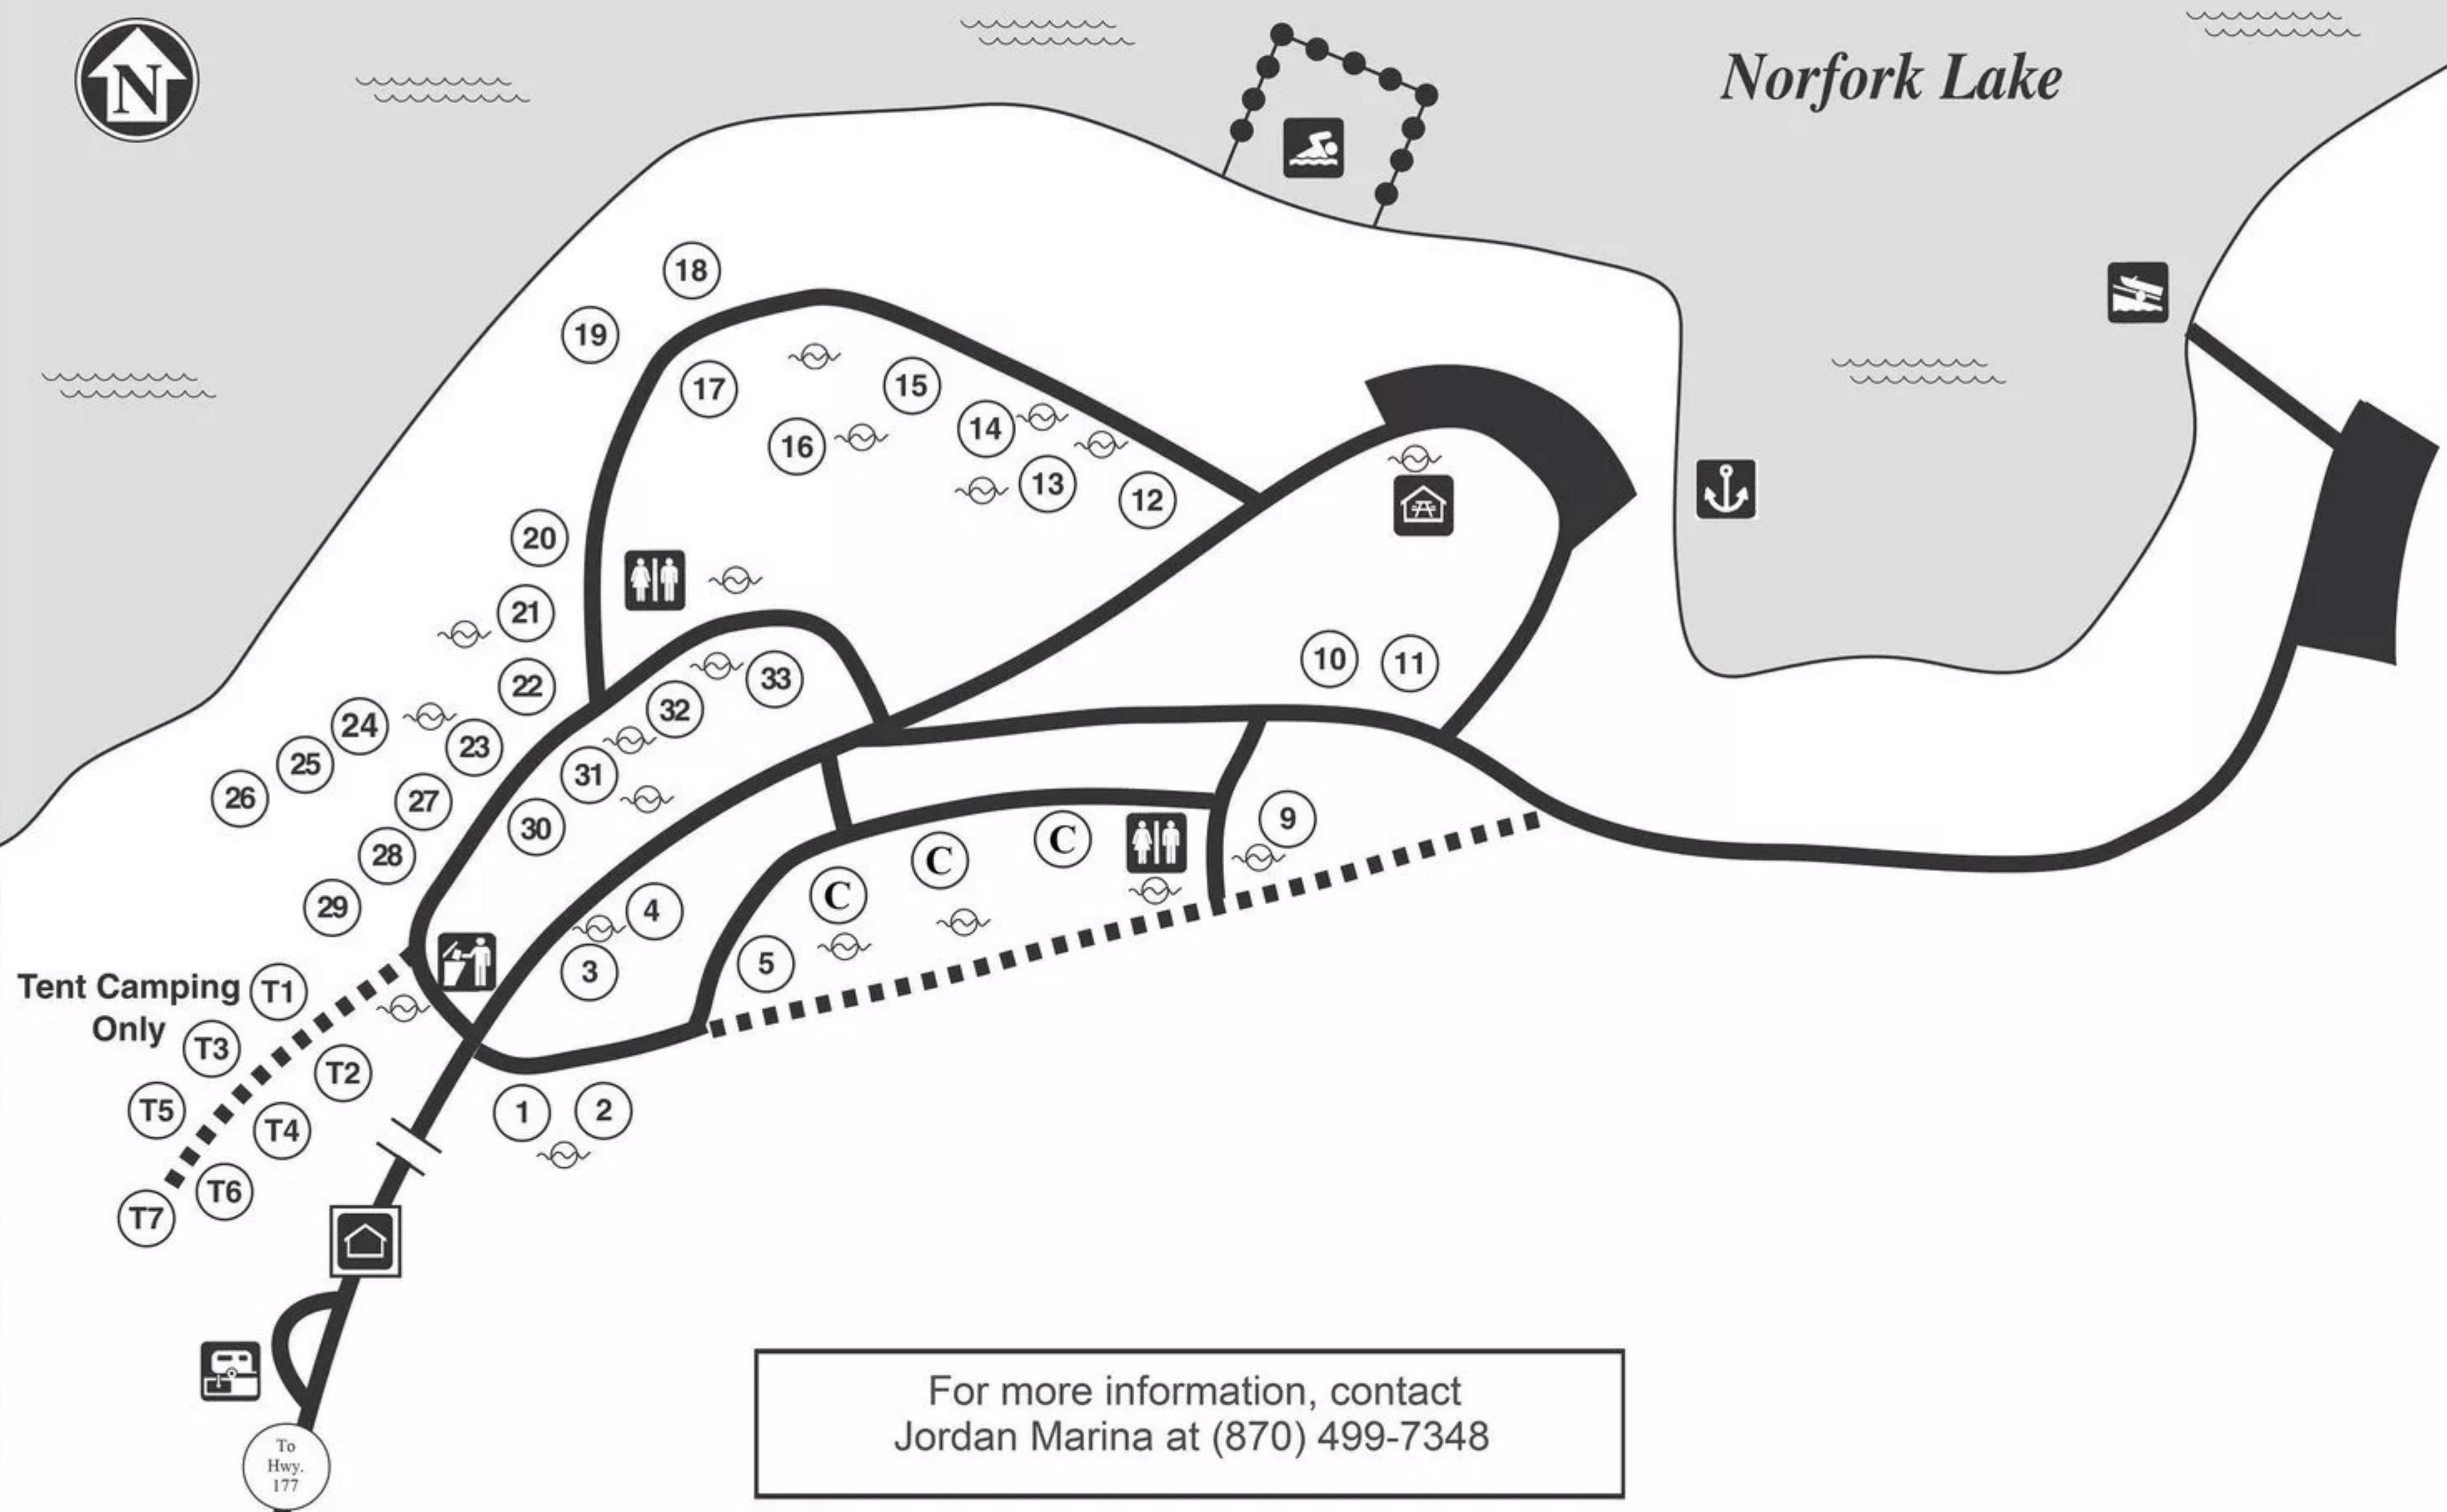 N
Norfork Lake
18
19
17
15
16
14
13
12
20
21
22
33
32
10
11
24
23
25
31
26
27
30
9
28
C
C
C
29
4
5
3
Tent Camping
Only
T1
T3
T2
T5
T4
1
2
T6
T7
For more information, contact
Jordan Marina at (870) 499-7348
To
Hwy.
177